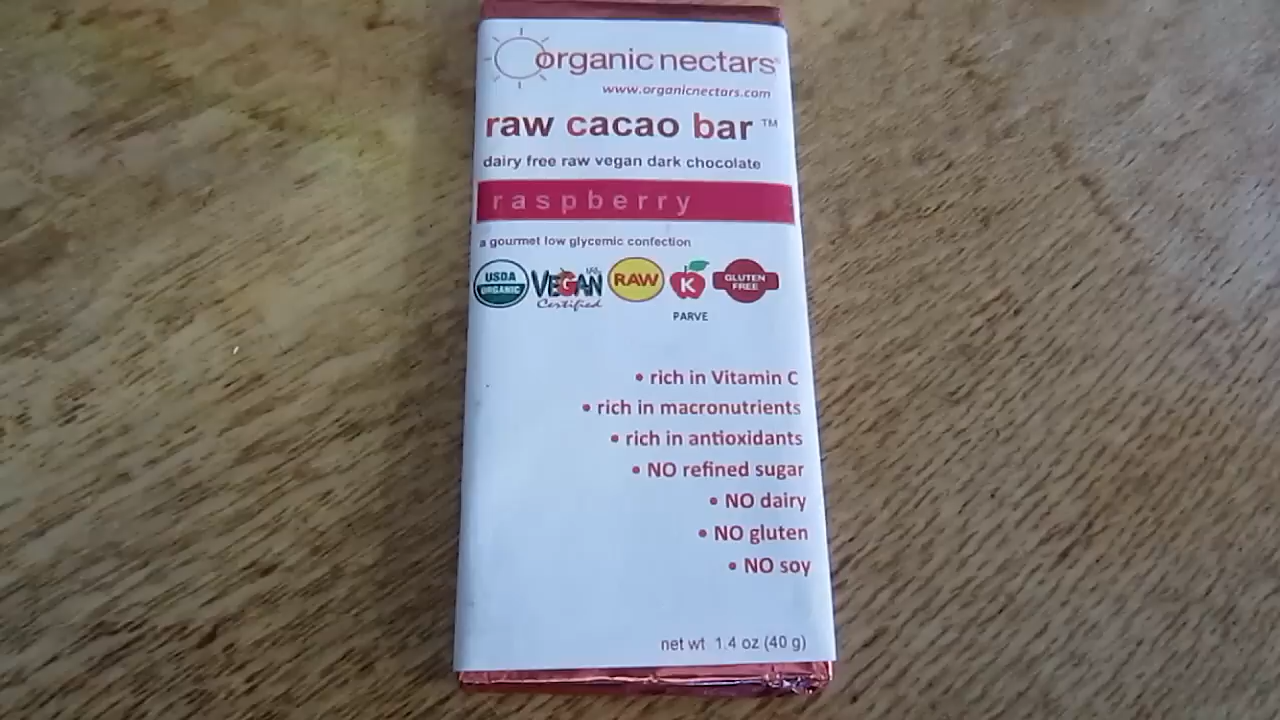 organic nectars®
www.organicnectars.com
raw cacao bar™
dairy free raw vegan dark chocolate
raspberry
a gourmet low glycemic confection
USDA
ORGANIC
VEGAN
Certified
RAW
K
PARVE
GLUTEN
FREE
• rich in Vitamin C
• rich in macronutrients
• rich in antioxidants
• NO refined sugar
• NO dairy
• NO gluten
• NO soy
net wt 1.4 oz (40 g)